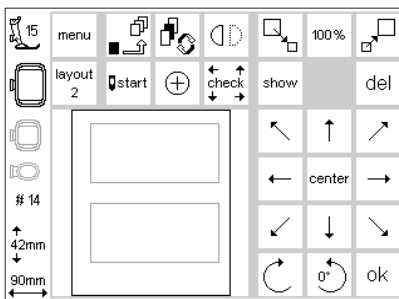 15
menu
100%
layout
2
start
check
show
del
# 14
42mm
90mm
center
0°
ok